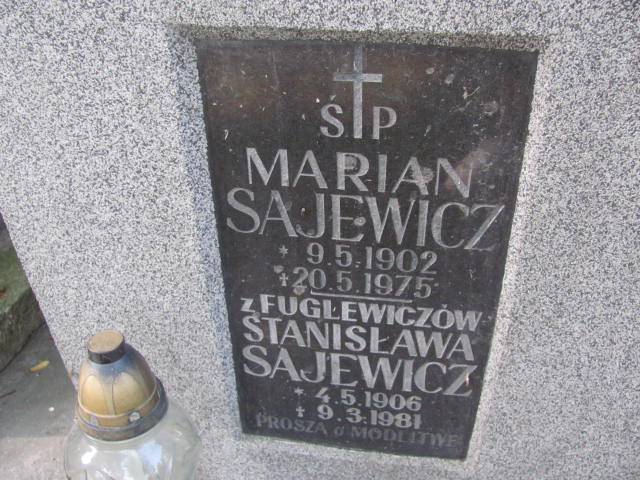 Ś P
MARIAN
SAJEWICZ
* 9.5.1902
+ 20.5.1975
z FUGLEWICZÓW
STANISŁAWA
SAJEWICZ
* 4.5.1906
+ 9.3.1981
PROSZĄ o MODLITWĘ